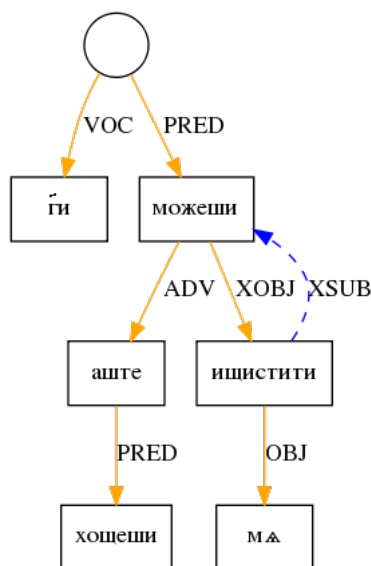 VOC PRED
г҃и можеши
ADV XOBJ XSUB
аште ищистити
PRED OBJ
хощеши мѧ